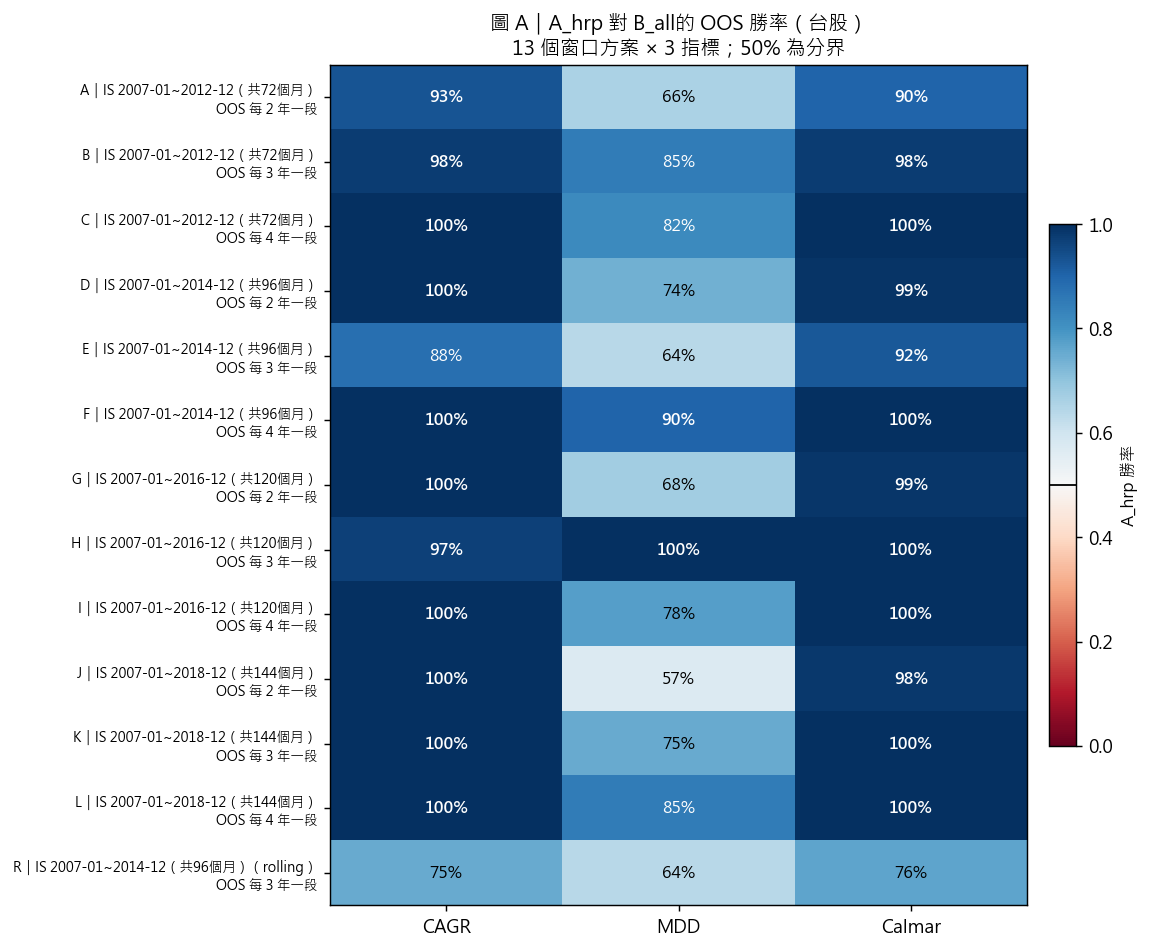 圖 A｜A_hrp 對 B_all的 OOS 勝率（台股）
13 個窗口方案 × 3 指標；50% 為分界
A｜IS 2007-01~2012-12（共72個月）
OOS 每 2 年一段
93% 66% 90%
B｜IS 2007-01~2012-12（共72個月）
OOS 每 3 年一段
98% 85% 98%
C｜IS 2007-01~2012-12（共72個月）
OOS 每 4 年一段
100% 82% 100%
D｜IS 2007-01~2014-12（共96個月）
OOS 每 2 年一段
100% 74% 99%
E｜IS 2007-01~2014-12（共96個月）
OOS 每 3 年一段
88% 64% 92%
F｜IS 2007-01~2014-12（共96個月）
OOS 每 4 年一段
100% 90% 100%
G｜IS 2007-01~2016-12（共120個月）
OOS 每 2 年一段
100% 68% 99%
H｜IS 2007-01~2016-12（共120個月）
OOS 每 3 年一段
97% 100% 100%
I｜IS 2007-01~2016-12（共120個月）
OOS 每 4 年一段
100% 78% 100%
J｜IS 2007-01~2018-12（共144個月）
OOS 每 2 年一段
100% 57% 98%
K｜IS 2007-01~2018-12（共144個月）
OOS 每 3 年一段
100% 75% 100%
L｜IS 2007-01~2018-12（共144個月）
OOS 每 4 年一段
100% 85% 100%
R｜IS 2007-01~2014-12（共96個月）（rolling）
OOS 每 3 年一段
75% 64% 76%
CAGR MDD Calmar
1.0
0.8
0.6
0.4
0.2
0.0
A_hrp 勝率